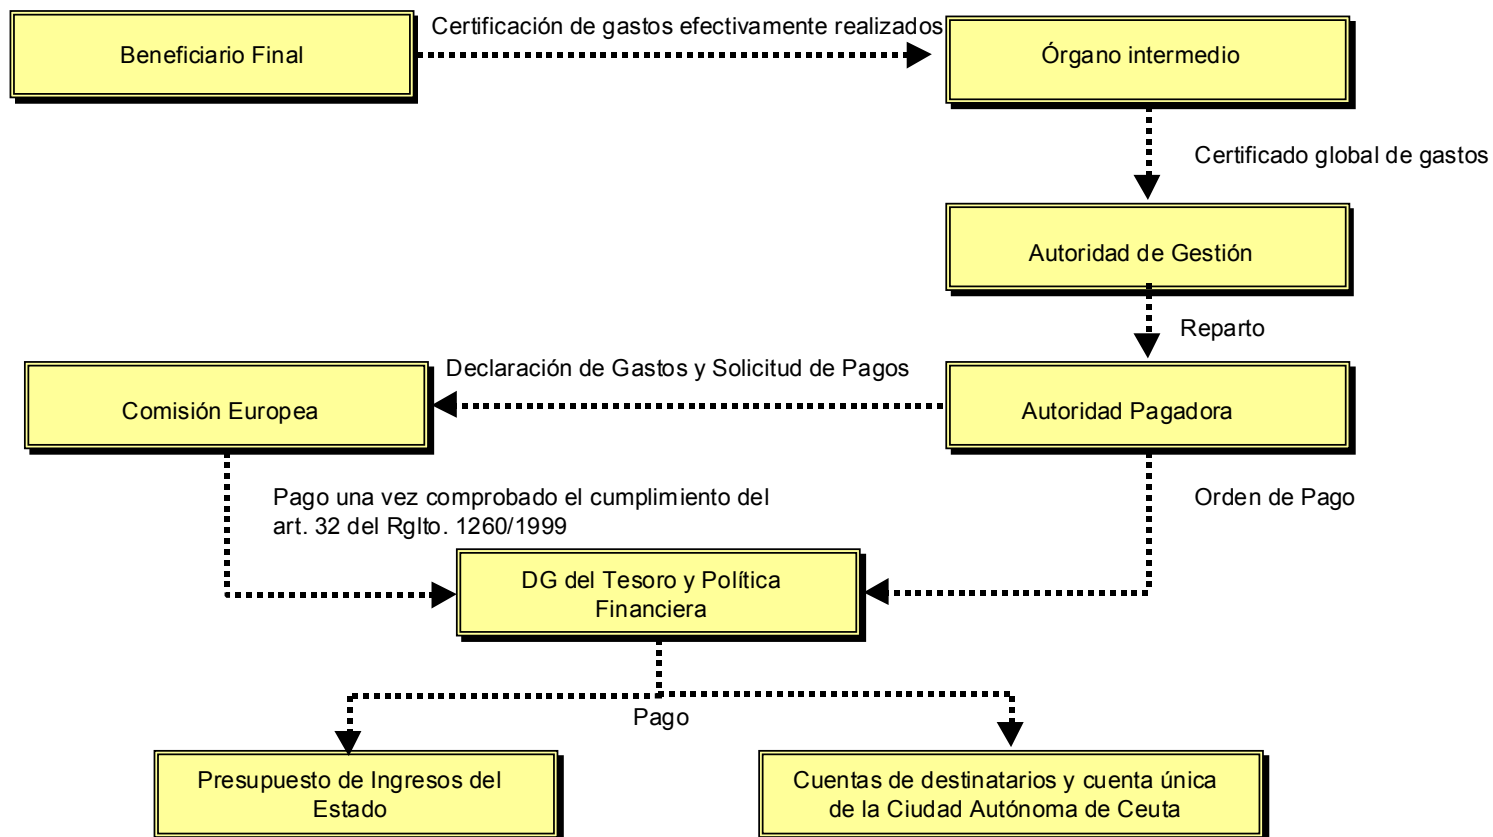 Certificación de gastos efectivamente realizados
Beneficiario Final
Órgano intermedio
Certificado global de gastos
Autoridad de Gestión
Reparto
Declaración de Gastos y Solicitud de Pagos
Comisión Europea
Autoridad Pagadora
Pago una vez comprobado el cumplimiento del
art. 32 del Rglto. 1260/1999
Orden de Pago
DG del Tesoro y Política
Financiera
Pago
Presupuesto de Ingresos del
Estado
Cuentas de destinatarios y cuenta única
de la Ciudad Autónoma de Ceuta